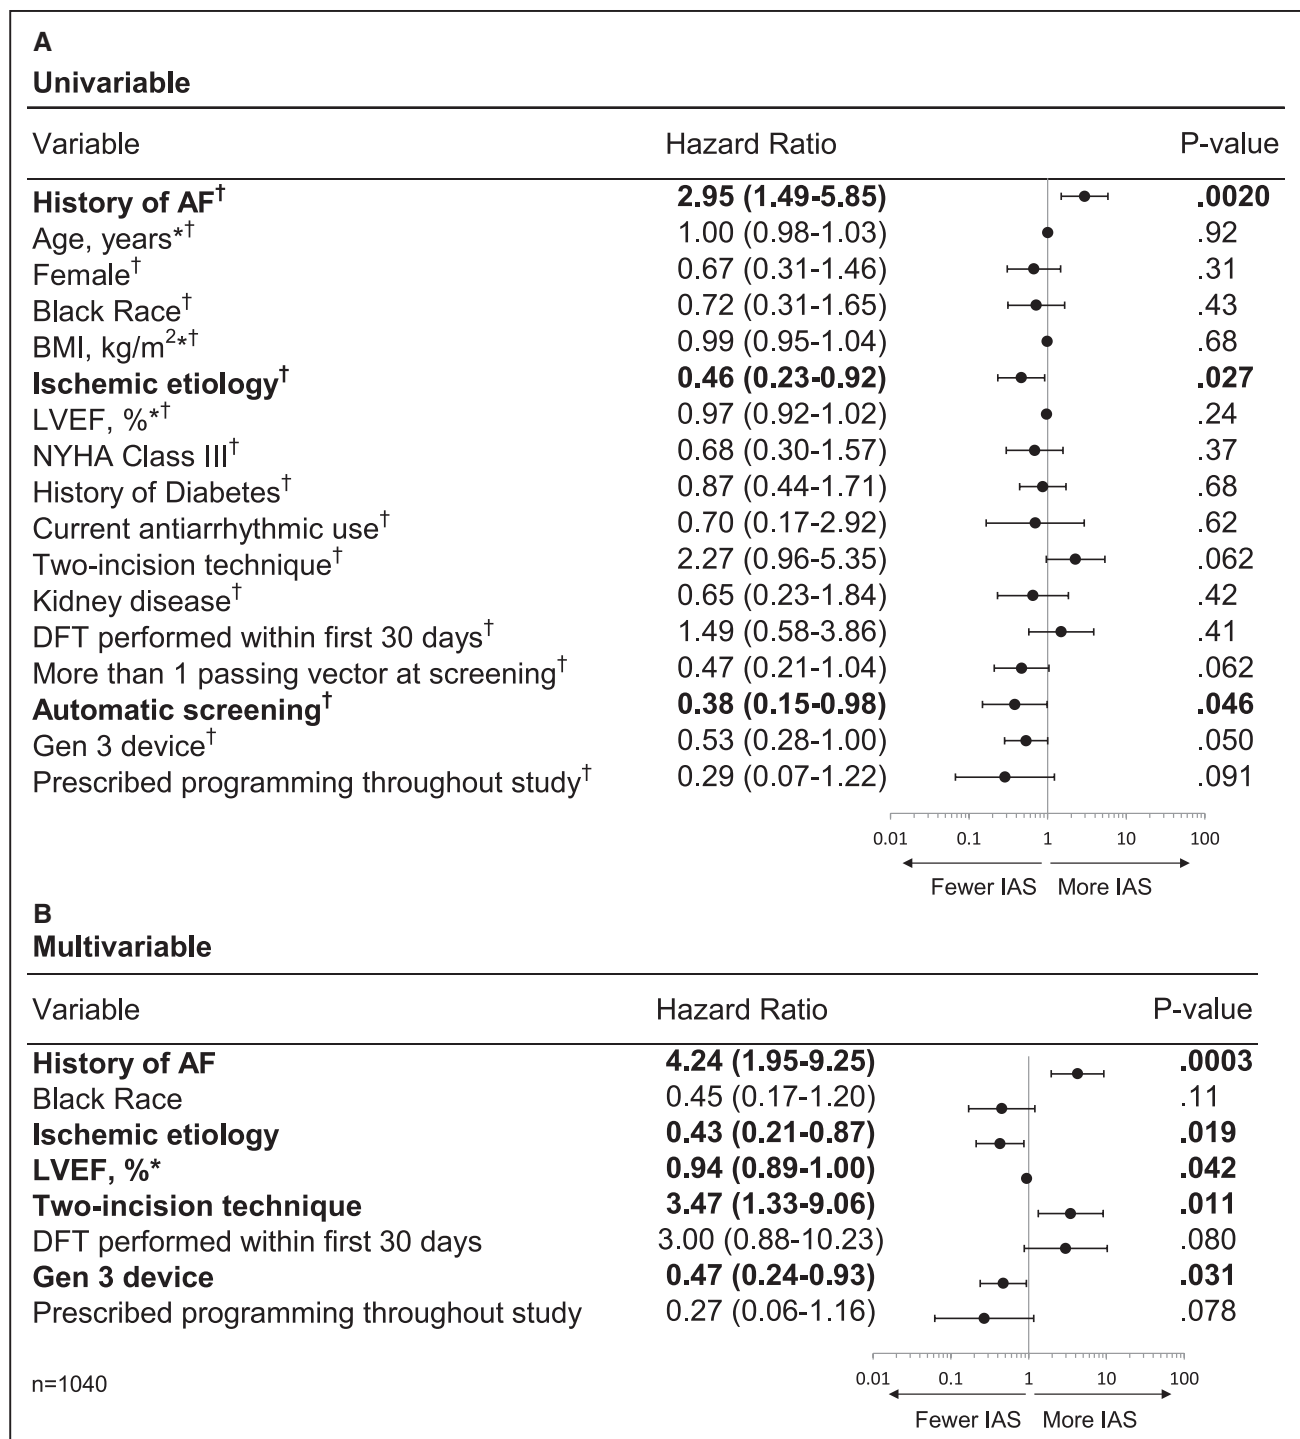 A
Univariable
Variable Hazard Ratio P-value
History of AF† 2.95 (1.49-5.85) .0020
Age, years*† 1.00 (0.98-1.03) .92
Female† 0.67 (0.31-1.46) .31
Black Race† 0.72 (0.31-1.65) .43
BMI, kg/m²*† 0.99 (0.95-1.04) .68
Ischemic etiology† 0.46 (0.23-0.92) .027
LVEF, %*† 0.97 (0.92-1.02) .24
NYHA Class III† 0.68 (0.30-1.57) .37
History of Diabetes† 0.87 (0.44-1.71) .68
Current antiarrhythmic use† 0.70 (0.17-2.92) .62
Two-incision technique† 2.27 (0.96-5.35) .062
Kidney disease† 0.65 (0.23-1.84) .42
DFT performed within first 30 days† 1.49 (0.58-3.86) .41
More than 1 passing vector at screening† 0.47 (0.21-1.04) .062
Automatic screening† 0.38 (0.15-0.98) .046
Gen 3 device† 0.53 (0.28-1.00) .050
Prescribed programming throughout study† 0.29 (0.07-1.22) .091
0.01 0.1 1 10 100
Fewer IAS More IAS
B
Multivariable
Variable Hazard Ratio P-value
History of AF 4.24 (1.95-9.25) .0003
Black Race 0.45 (0.17-1.20) .11
Ischemic etiology 0.43 (0.21-0.87) .019
LVEF, %* 0.94 (0.89-1.00) .042
Two-incision technique 3.47 (1.33-9.06) .011
DFT performed within first 30 days 3.00 (0.88-10.23) .080
Gen 3 device 0.47 (0.24-0.93) .031
Prescribed programming throughout study 0.27 (0.06-1.16) .078
n=1040
0.01 0.1 1 10 100
Fewer IAS More IAS